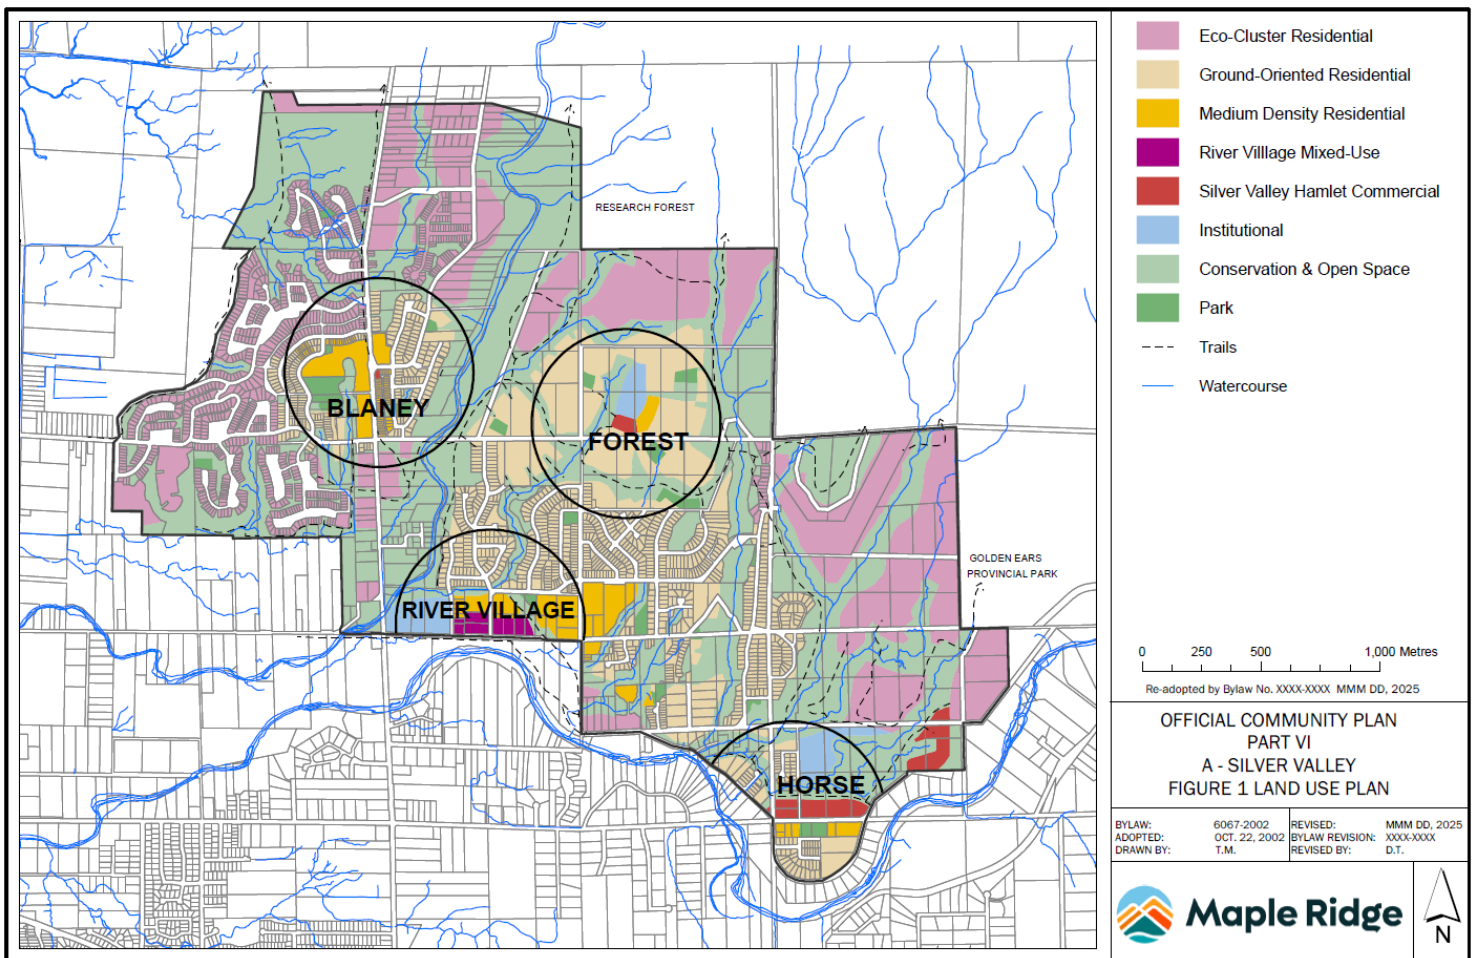 Eco-Cluster Residential
Ground-Oriented Residential
Medium Density Residential
River Villlage Mixed-Use
Silver Valley Hamlet Commercial
Institutional
Conservation & Open Space
Park
Trails
Watercourse
RESEARCH FOREST
BLANEY
FOREST
GOLDEN EARS
PROVINCIAL PARK
RIVER VILLAGE
HORSE
0 250 500 1,000 Metres
Re-adopted by Bylaw No. XXXX-XXXX MMM DD, 2025
OFFICIAL COMMUNITY PLAN
PART VI
A - SILVER VALLEY
FIGURE 1 LAND USE PLAN
BYLAW: 6067-2002 REVISED: MMM DD, 2025
ADOPTED: OCT. 22, 2002 BYLAW REVISION: XXXX-XXXX
DRAWN BY: T.M. REVISED BY: D.T.
Maple Ridge
N